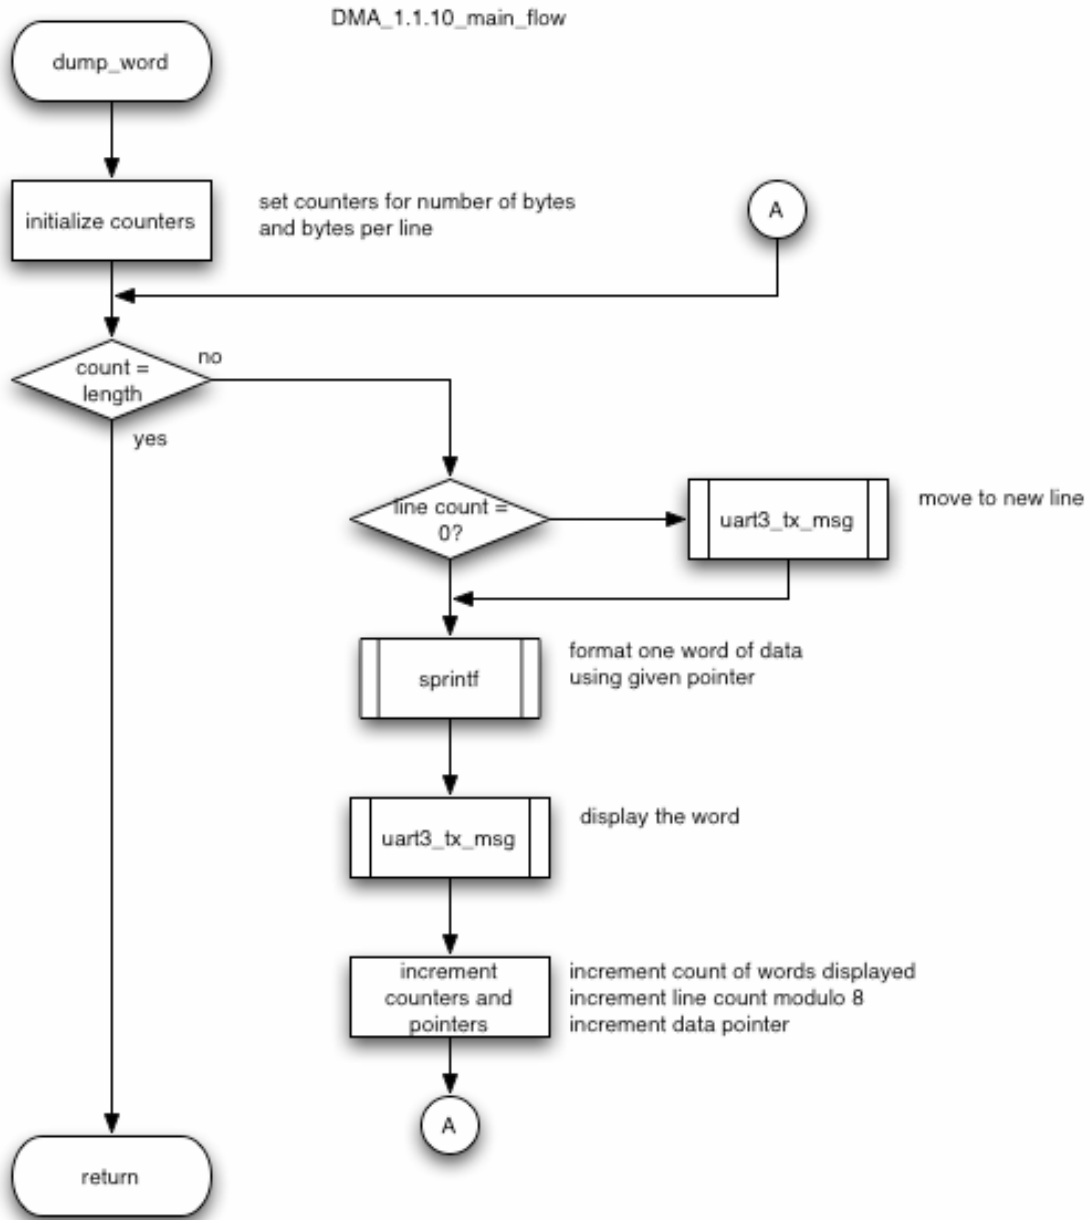 DMA_1.1.10_main_flow
dump_word
initialize counters
set counters for number of bytes
and bytes per line
A
count =
length
no
yes
line count =
0?
uart3_tx_msg
move to new line
sprintf
format one word of data
using given pointer
uart3_tx_msg
display the word
increment
counters and
pointers
increment count of words displayed
increment line count modulo 8
increment data pointer
A
return